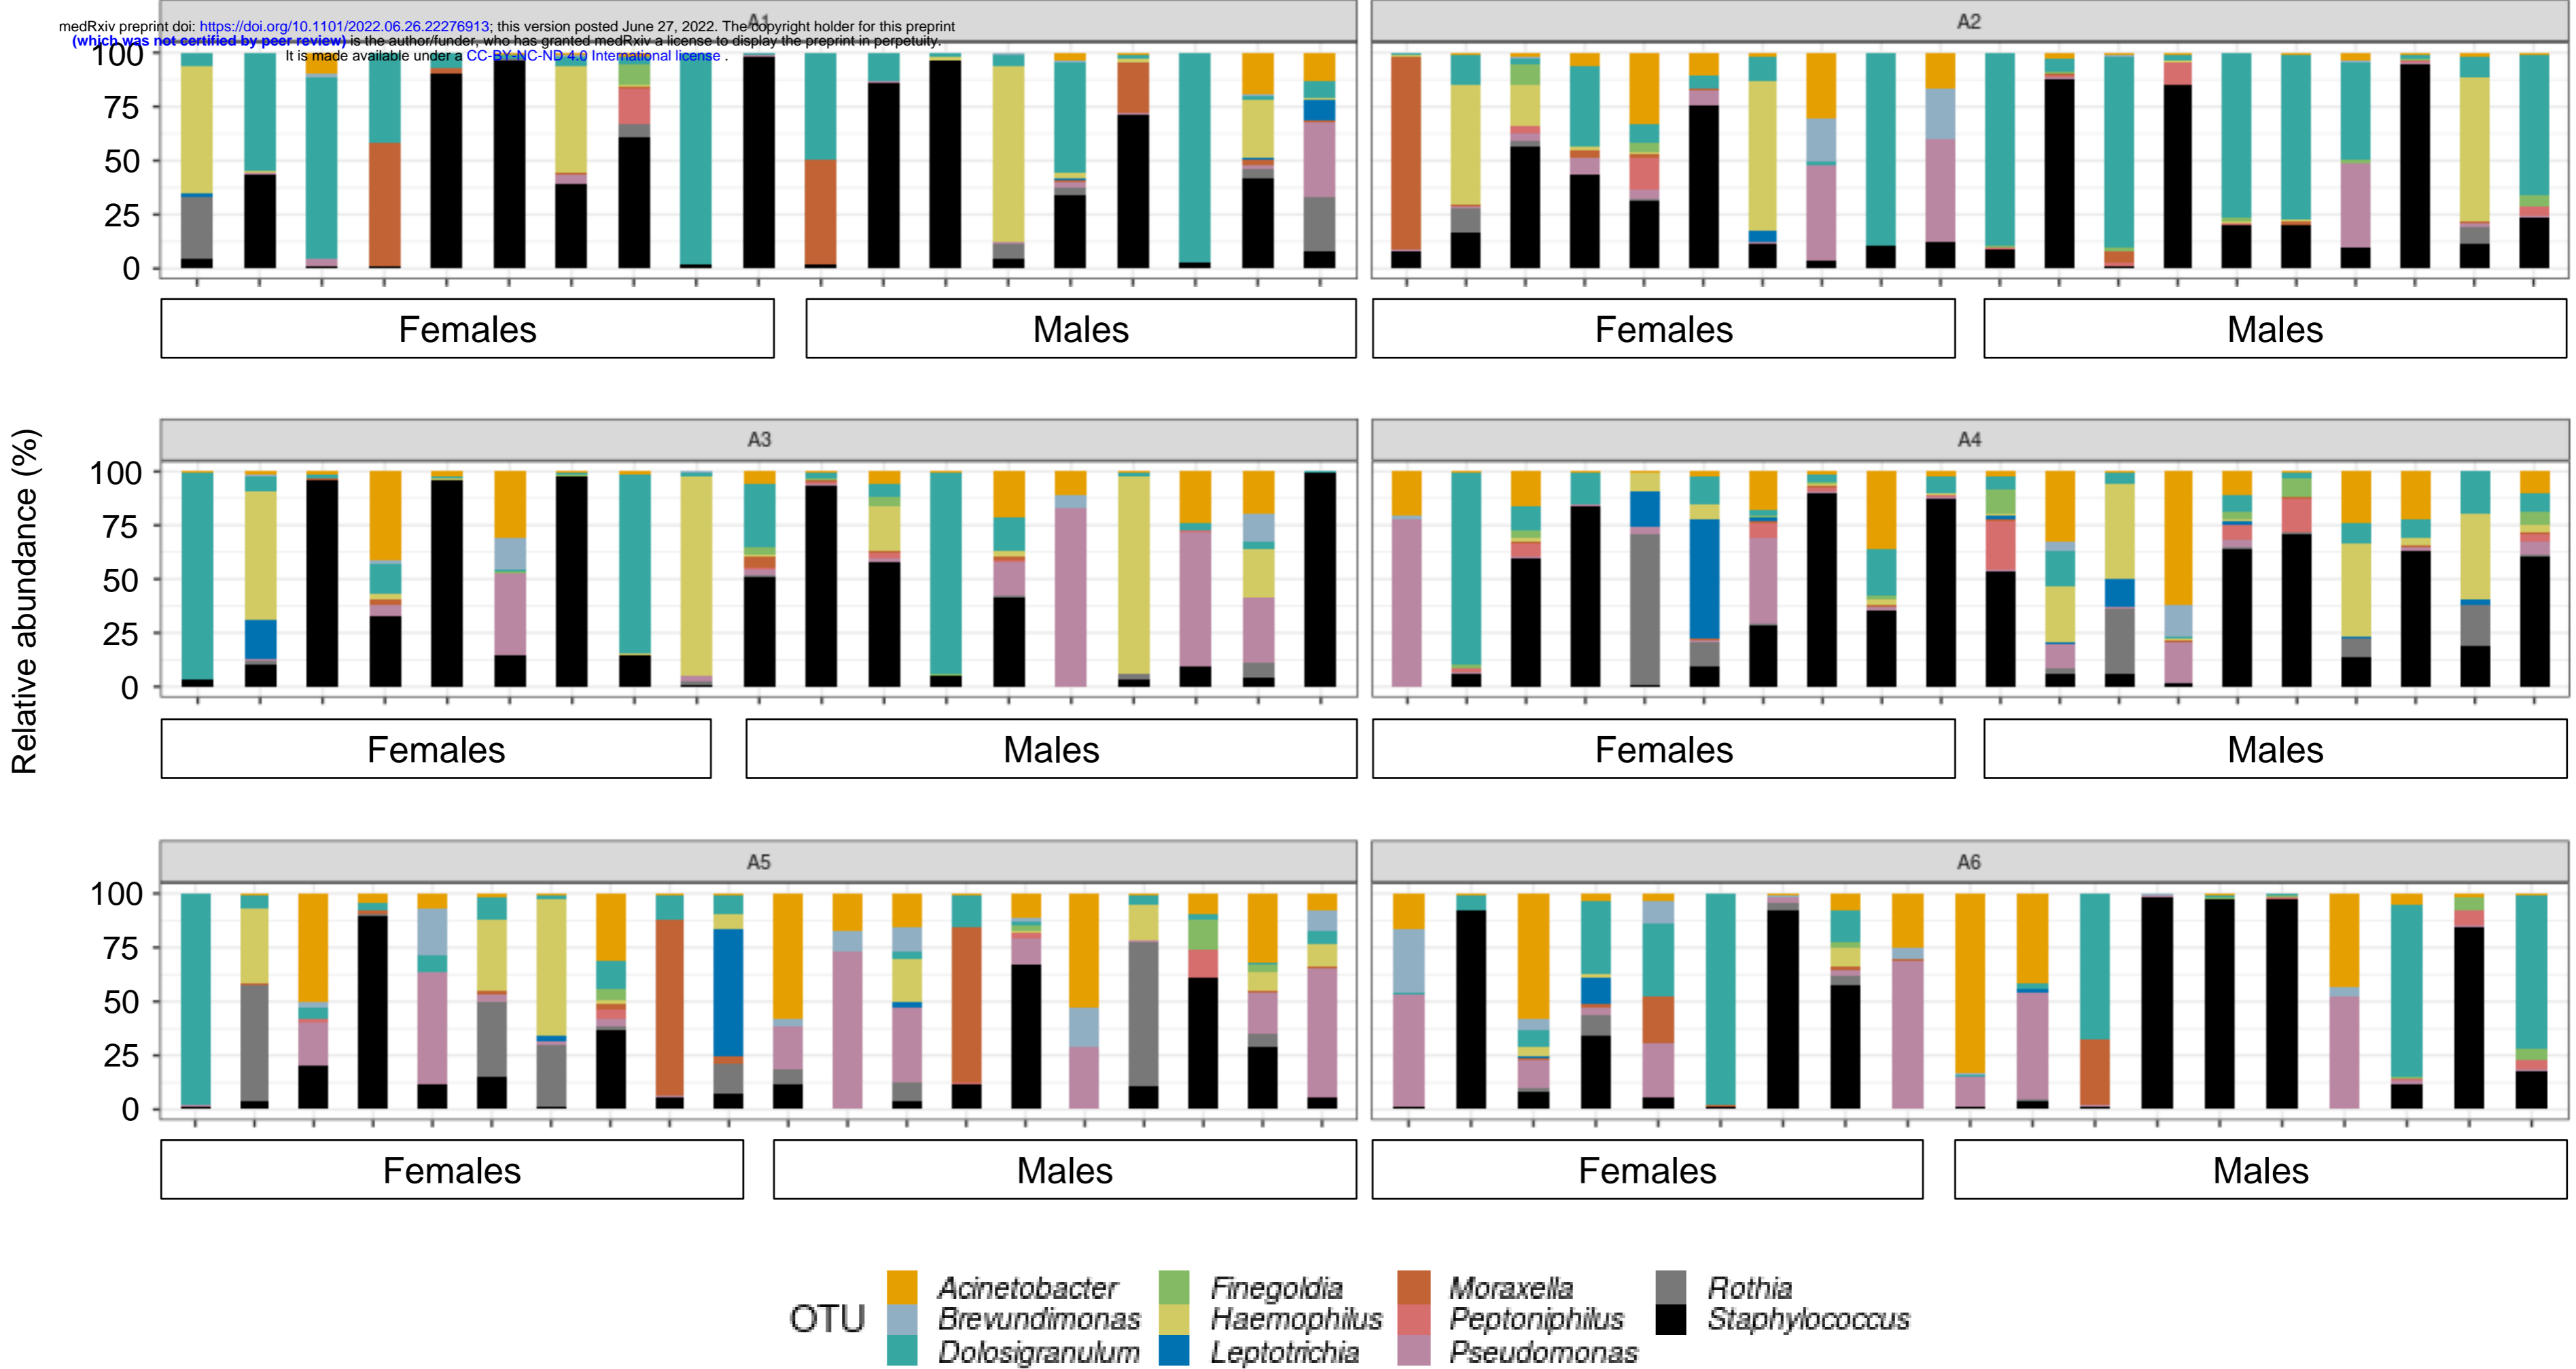 medRxiv preprint doi: https://doi.org/10.1101/2022.06.26.22276913; this version posted June 27, 2022. The copyright holder for this preprint
(which was not certified by peer review) is the author/funder, who has granted medRxiv a license to display the preprint in perpetuity.
It is made available under a CC-BY-NC-ND 4.0 International license .
A1
A2
100
75
50
25
0
Females
Males
Females
Males
Relative abundance (%)
A3
A4
100
75
50
25
0
Females
Males
Females
Males
A5
A6
100
75
50
25
0
Females
Males
Females
Males
OTU
Acinetobacter
Finegoldia
Moraxella
Rothia
Brevundimonas
Haemophilus
Peptoniphilus
Staphylococcus
Dolosigranulum
Leptotrichia
Pseudomonas